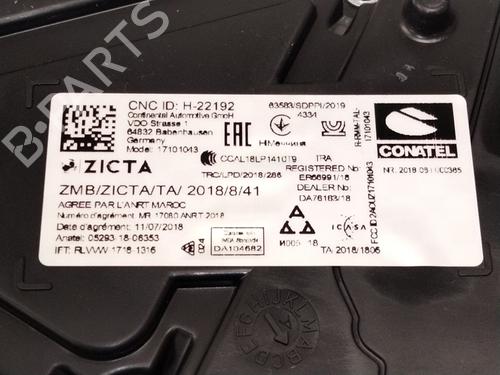 CNC ID: H-22192
Continental Automotive GmbH
VDO Strasse 1
64832 Babenhausen
Germany
Model: 17101043
ZICTA
ZMB/ZICTA/TA/ 2018/8/41
AGREE PAR L'ANRT MAROC
Numéro d'agrément: MR 17080 ANRT 2018
Date d'agrément: 11/07/2018
Anatel: 05293-18-06353
IFT: RLVVW 1718-1316
63583/SDPPI/2019
4334
EAC
CCAL18LP1410T9
TRC/LPD/2018/286
TRA
REGISTERED No:
ER66991/18
DEALER No:
DA76183/18
DA104682
ICASA
TA-2018/1806
17101043
CONATEL
B-PARTS